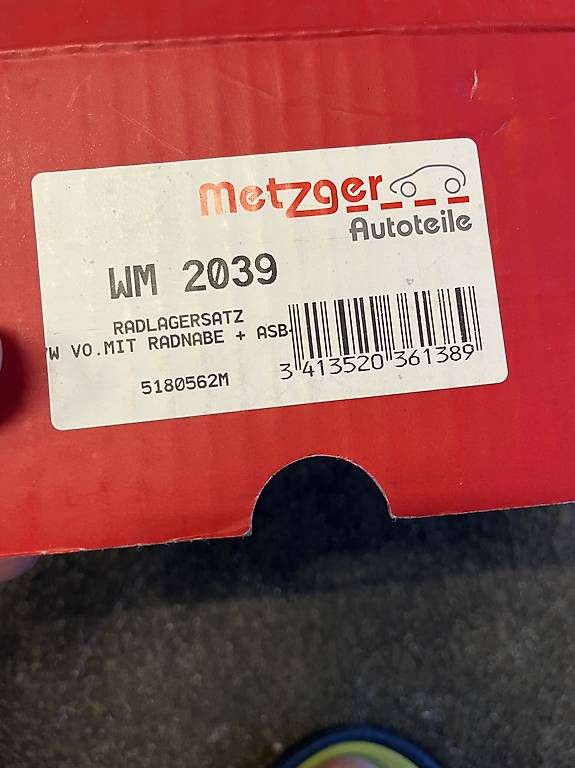 metzger
Autoteile
WM 2039
RADLAGERSATZ
VO.MIT RADNABE + ASB
3 413520 361389
5180562M